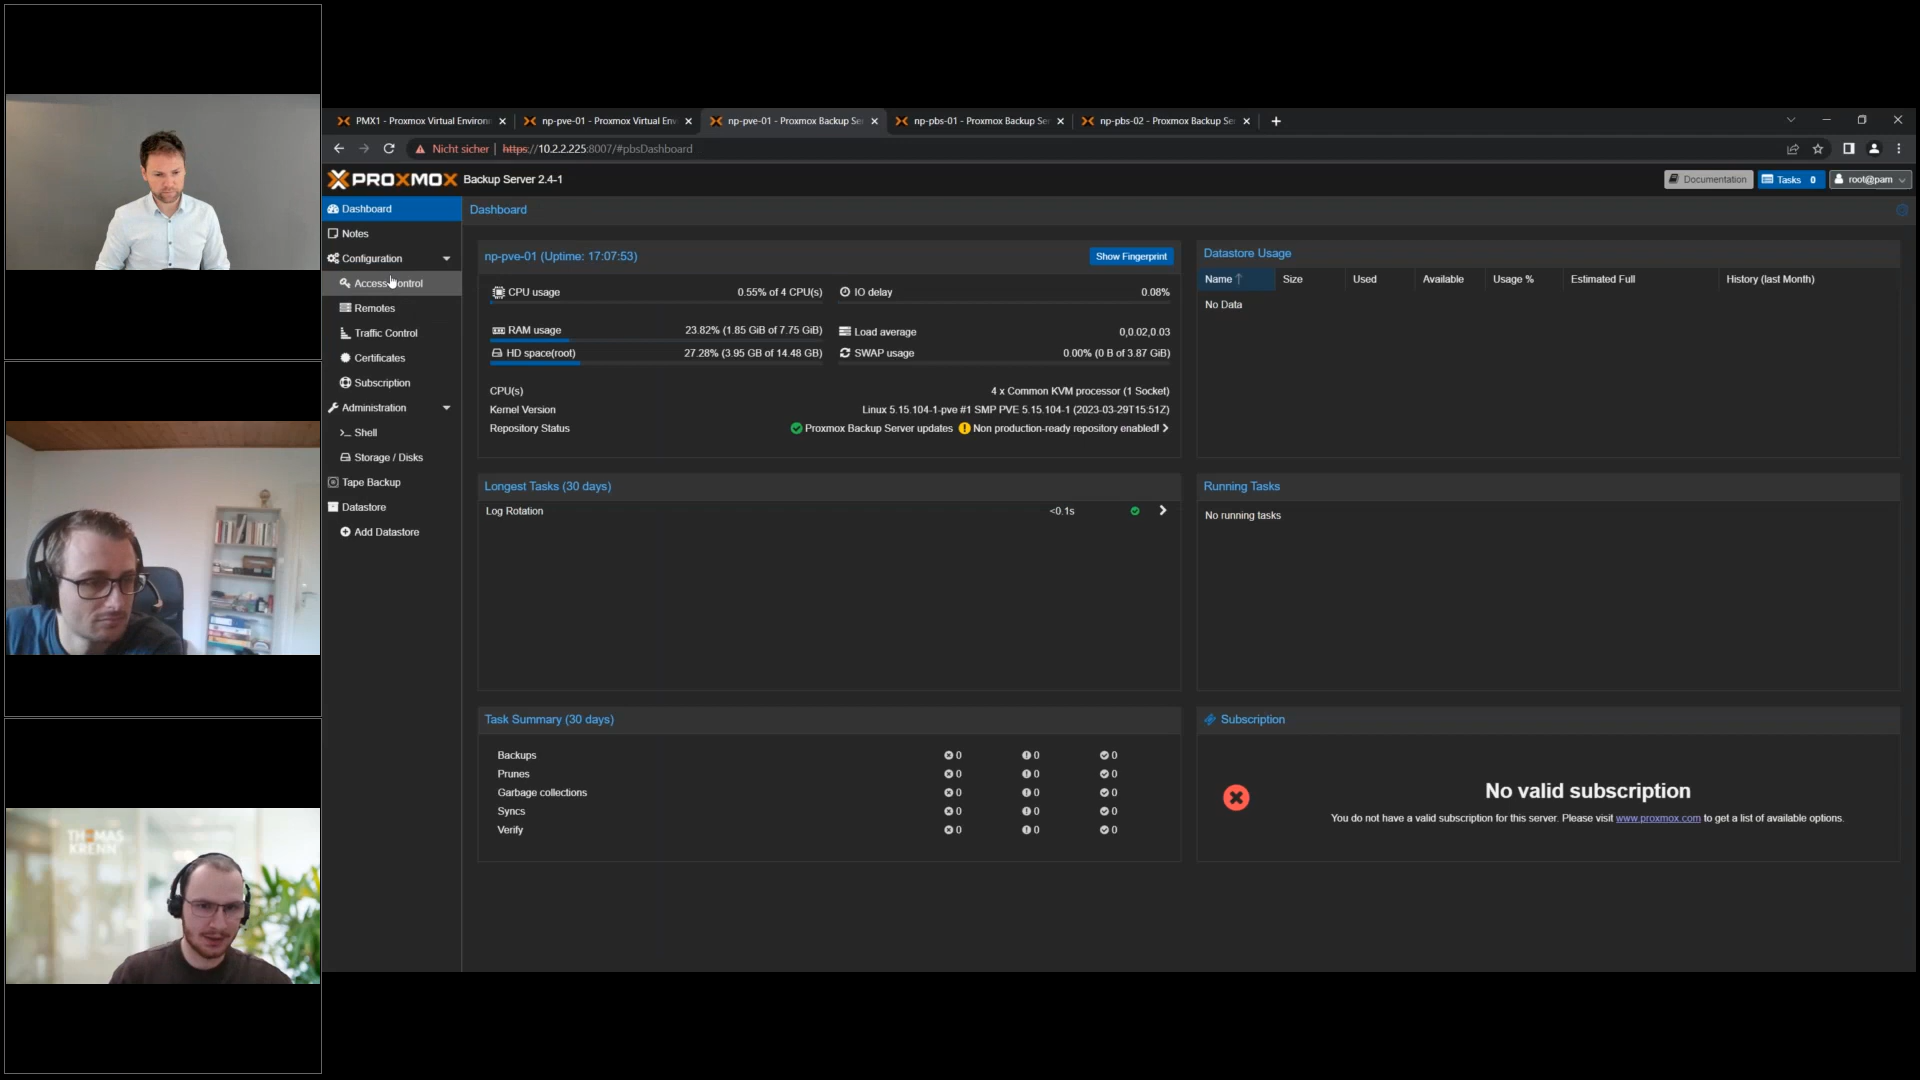 PMX1 - Proxmox Virtual Environ
np-pve-01 - Proxmox Virtual Env
np-pve-01 - Proxmox Backup Se
np-pbs-01 - Proxmox Backup Se
np-pbs-02 - Proxmox Backup Se
Nicht sicher | https://10.2.2.225:8007/#pbsDashboard
PROXMOX Backup Server 2.4-1
Documentation
Tasks 0
root@pam
Dashboard
Notes
Configuration
Access Control
Remotes
Traffic Control
Certificates
Subscription
Administration
Shell
Storage / Disks
Tape Backup
Datastore
Add Datastore
Dashboard
np-pve-01 (Uptime: 17:07:53)
Show Fingerprint
CPU usage 0.55% of 4 CPU(s)
IO delay 0.08%
RAM usage 23.82% (1.85 GiB of 7.75 GiB)
Load average 0,0.02,0.03
HD space(root) 27.28% (3.95 GB of 14.48 GB)
SWAP usage 0.00% (0 B of 3.87 GiB)
CPU(s) 4 x Common KVM processor (1 Socket)
Kernel Version Linux 5.15.104-1-pve #1 SMP PVE 5.15.104-1 (2023-03-29T15:51Z)
Repository Status Proxmox Backup Server updates Non production-ready repository enabled!
Datastore Usage
Name Size Used Available Usage % Estimated Full History (last Month)
No Data
Longest Tasks (30 days)
Log Rotation <0.1s
Running Tasks
No running tasks
Task Summary (30 days)
Backups 0 0 0
Prunes 0 0 0
Garbage collections 0 0 0
Syncs 0 0 0
Verify 0 0 0
Subscription
No valid subscription
You do not have a valid subscription for this server. Please visit www.proxmox.com to get a list of available options.
THOMAS
KRENN